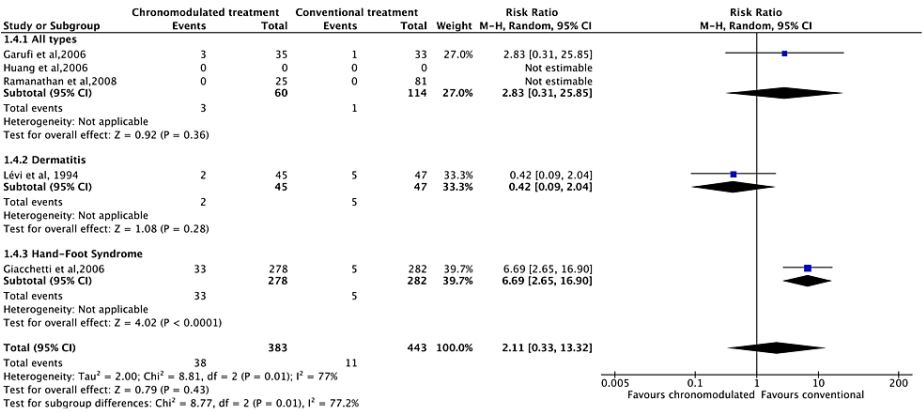 Chronomodulated treatment Conventional treatment Risk Ratio Risk Ratio
Study or Subgroup Events Total Events Total Weight M-H, Random, 95% CI M-H, Random, 95% CI
1.4.1 All types
Garufi et al,2006 3 35 1 33 27.0% 2.83 [0.31, 25.85]
Huang et al,2006 0 0 0 0 Not estimable
Ramanathan et al,2008 0 25 0 81 Not estimable
Subtotal (95% CI) 60 114 27.0% 2.83 [0.31, 25.85]
Total events 3 1
Heterogeneity: Not applicable
Test for overall effect: Z = 0.92 (P = 0.36)
1.4.2 Dermatitis
Lévi et al, 1994 2 45 5 47 33.3% 0.42 [0.09, 2.04]
Subtotal (95% CI) 45 47 33.3% 0.42 [0.09, 2.04]
Total events 2 5
Heterogeneity: Not applicable
Test for overall effect: Z = 1.08 (P = 0.28)
1.4.3 Hand-Foot Syndrome
Giacchetti et al,2006 33 278 5 282 39.7% 6.69 [2.65, 16.90]
Subtotal (95% CI) 278 282 39.7% 6.69 [2.65, 16.90]
Total events 33 5
Heterogeneity: Not applicable
Test for overall effect: Z = 4.02 (P < 0.0001)
Total (95% CI) 383 443 100.0% 2.11 [0.33, 13.32]
Total events 38 11
Heterogeneity: Tau² = 2.00; Chi² = 8.81, df = 2 (P = 0.01); I² = 77%
Test for overall effect: Z = 0.79 (P = 0.43)
Test for subgroup differences: Chi² = 8.77, df = 2 (P = 0.01), I² = 77.2%
0.005 0.1 1 10 200
Favours chronomodulated Favours conventional